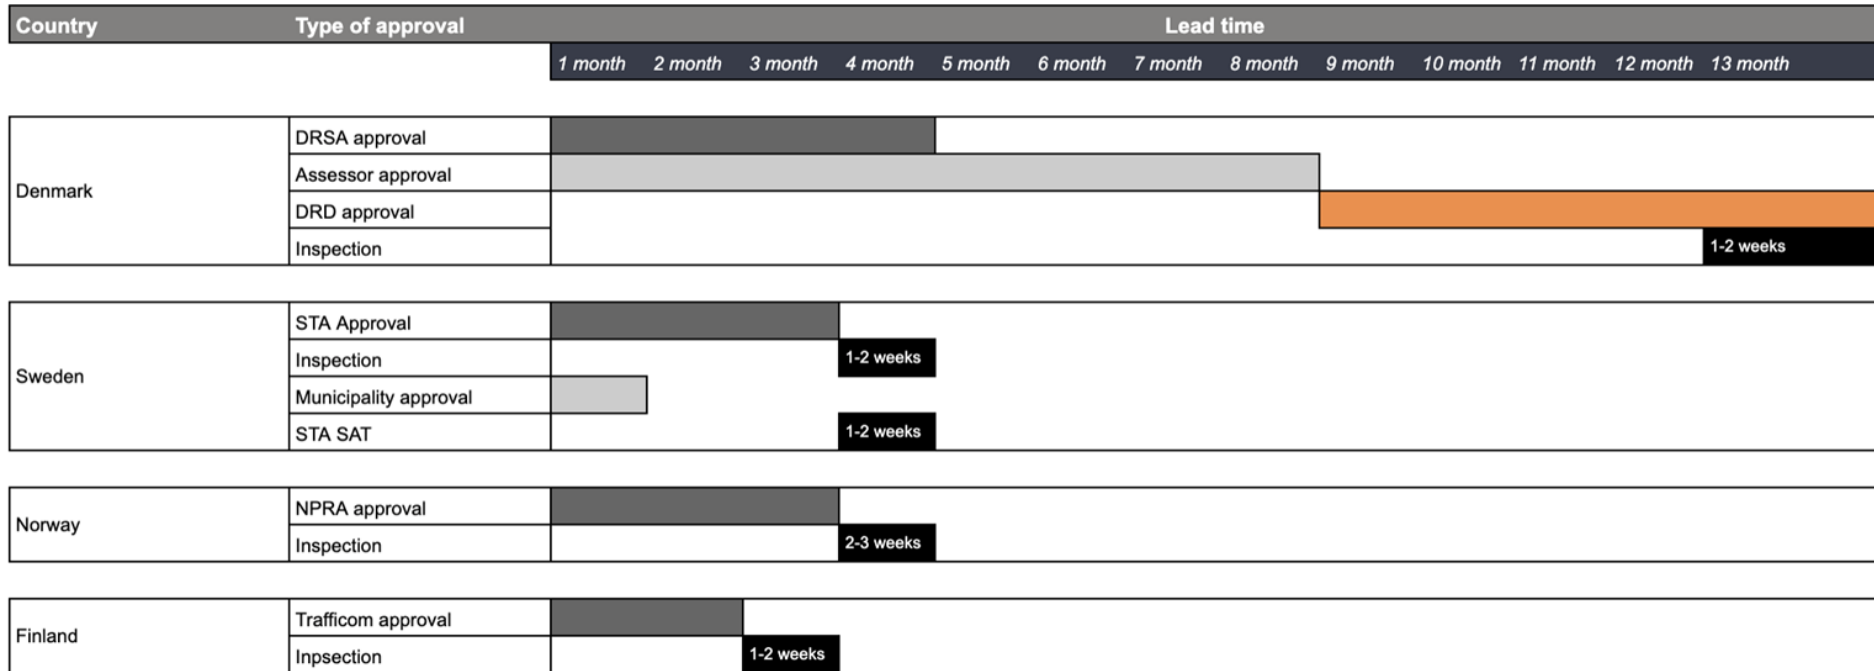 Country Type of approval Lead time
1 month 2 month 3 month 4 month 5 month 6 month 7 month 8 month 9 month 10 month 11 month 12 month 13 month
Denmark
DRSA approval
Assessor approval
DRD approval
Inspection 1-2 weeks
Sweden
STA Approval
Inspection 1-2 weeks
Municipality approval
STA SAT 1-2 weeks
Norway
NPRA approval
Inspection 2-3 weeks
Finland
Trafficom approval
Inpsection 1-2 weeks